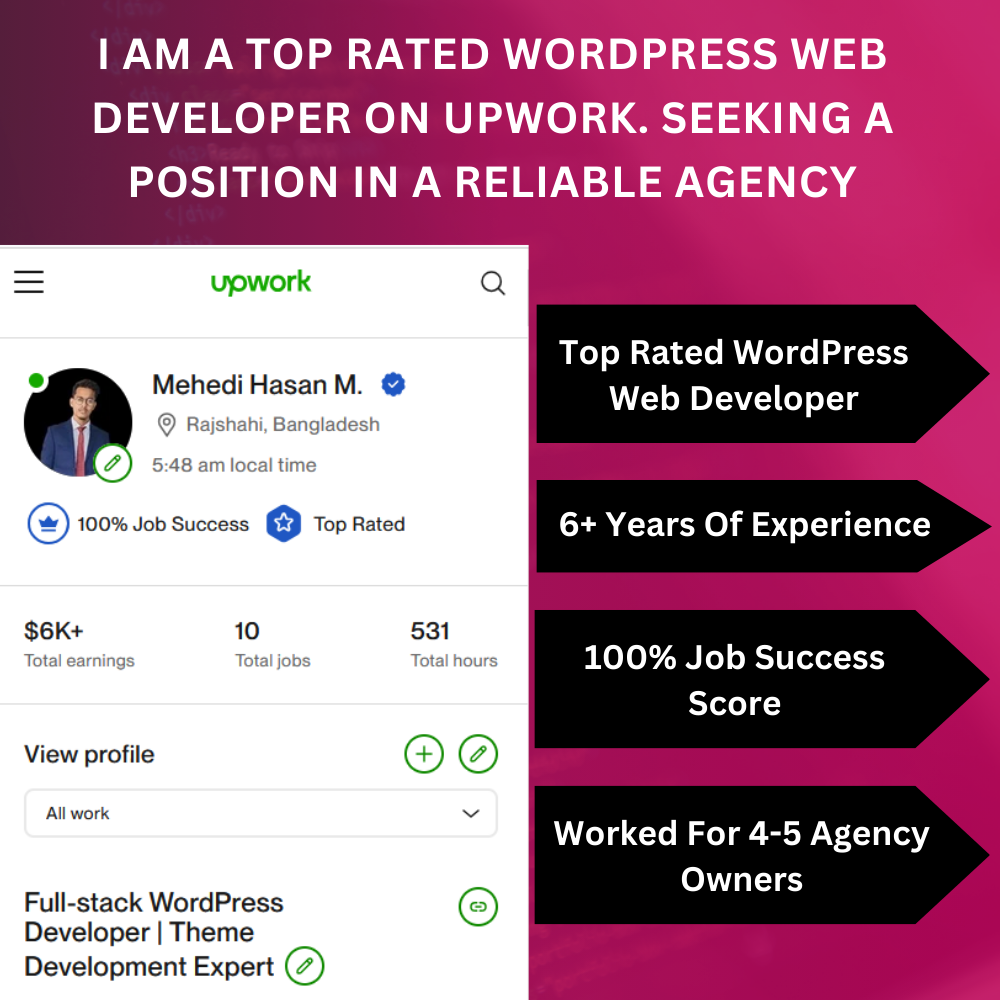 I AM A TOP RATED WORDPRESS WEB
DEVELOPER ON UPWORK. SEEKING A
POSITION IN A RELIABLE AGENCY
upwork
Mehedi Hasan M.
Rajshahi, Bangladesh
5:48 am local time
100% Job Success
Top Rated
$6K+
Total earnings
10
Total jobs
531
Total hours
View profile
All work
Full-stack WordPress
Developer | Theme
Development Expert
Top Rated WordPress
Web Developer
6+ Years Of Experience
100% Job Success
Score
Worked For 4-5 Agency
Owners